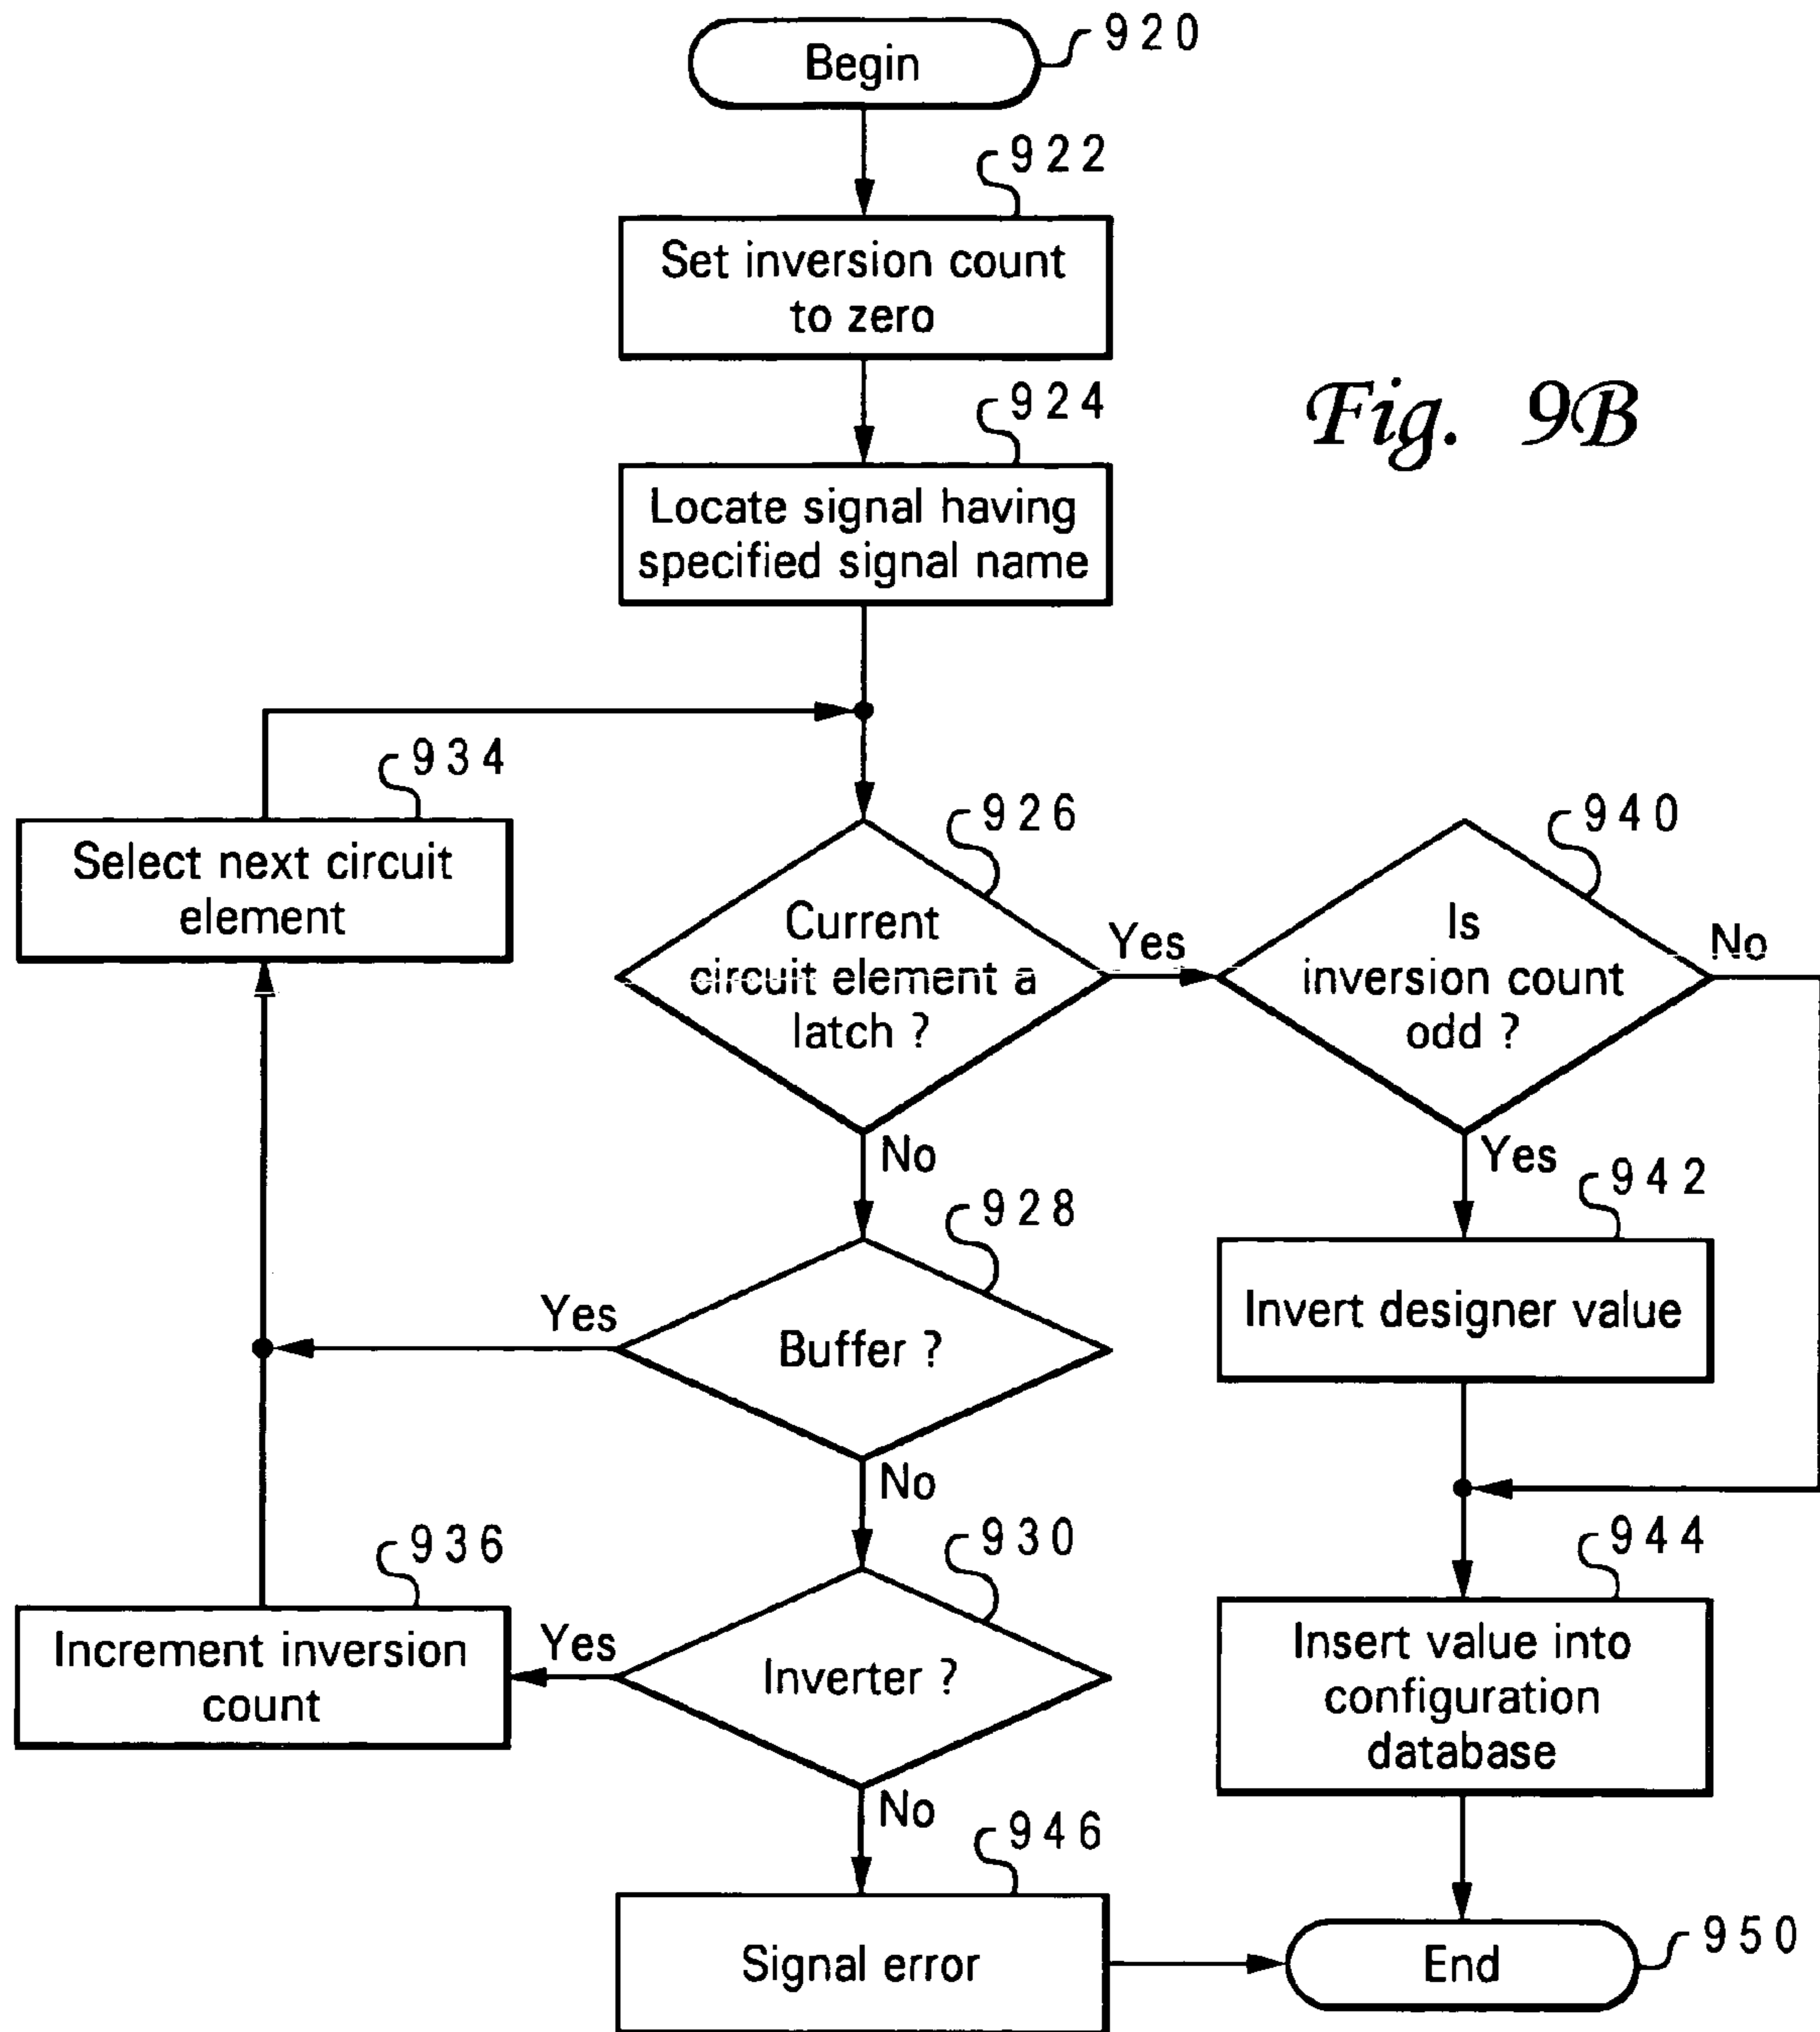 Begin
920
922
Set inversion count
to zero
924
Fig. 9B
Locate signal having
specified signal name
934
Select next circuit
element
926
Current
circuit element a
latch ?
Yes
940
Is
inversion count
odd ?
No
No
Yes
928
Buffer ?
Yes
942
Invert designer value
No
930
Inverter ?
Yes
936
Increment inversion
count
944
Insert value into
configuration
database
No
946
Signal error
End
950